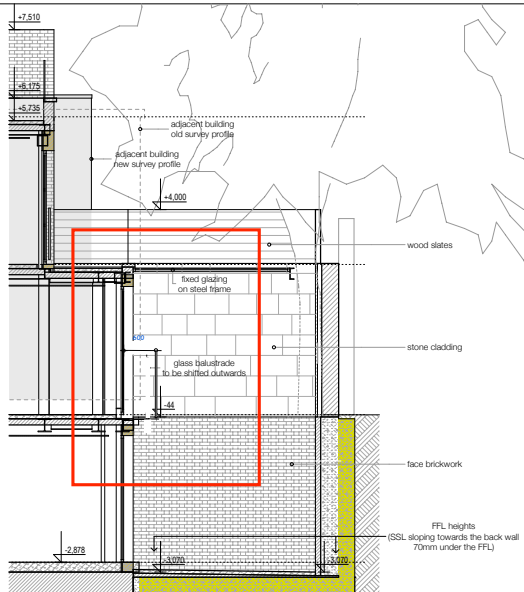 +7,510
+6,175
+5,735
adjacent building
old survey profile
adjacent building
new survey profile
+4,000
wood slates
fixed glazing
on steel frame
600
stone cladding
glass balustrade
to be shifted outwards
-44
face brickwork
FFL heights
(SSL sloping towards the back wall
70mm under the FFL)
-2,878
-3,070
-3,070